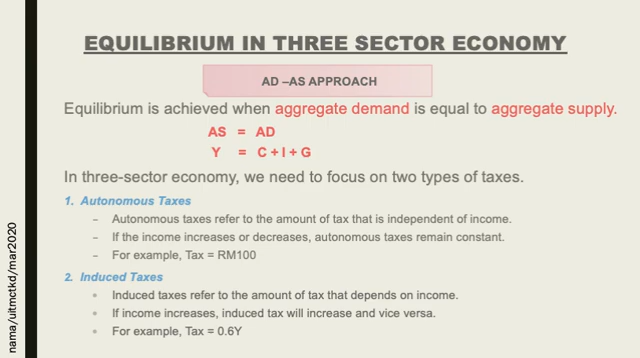 EQUILIBRIUM IN THREE SECTOR ECONOMY
AD –AS APPROACH
Equilibrium is achieved when aggregate demand is equal to aggregate supply.
AS = AD
Y = C + I + G
In three-sector economy, we need to focus on two types of taxes.
1. Autonomous Taxes
– Autonomous taxes refer to the amount of tax that is independent of income.
– If the income increases or decreases, autonomous taxes remain constant.
– For example, Tax = RM100
2. Induced Taxes
• Induced taxes refer to the amount of tax that depends on income.
• If income increases, induced tax will increase and vice versa.
• For example, Tax = 0.6Y
nama/uitmctkd/mar2020